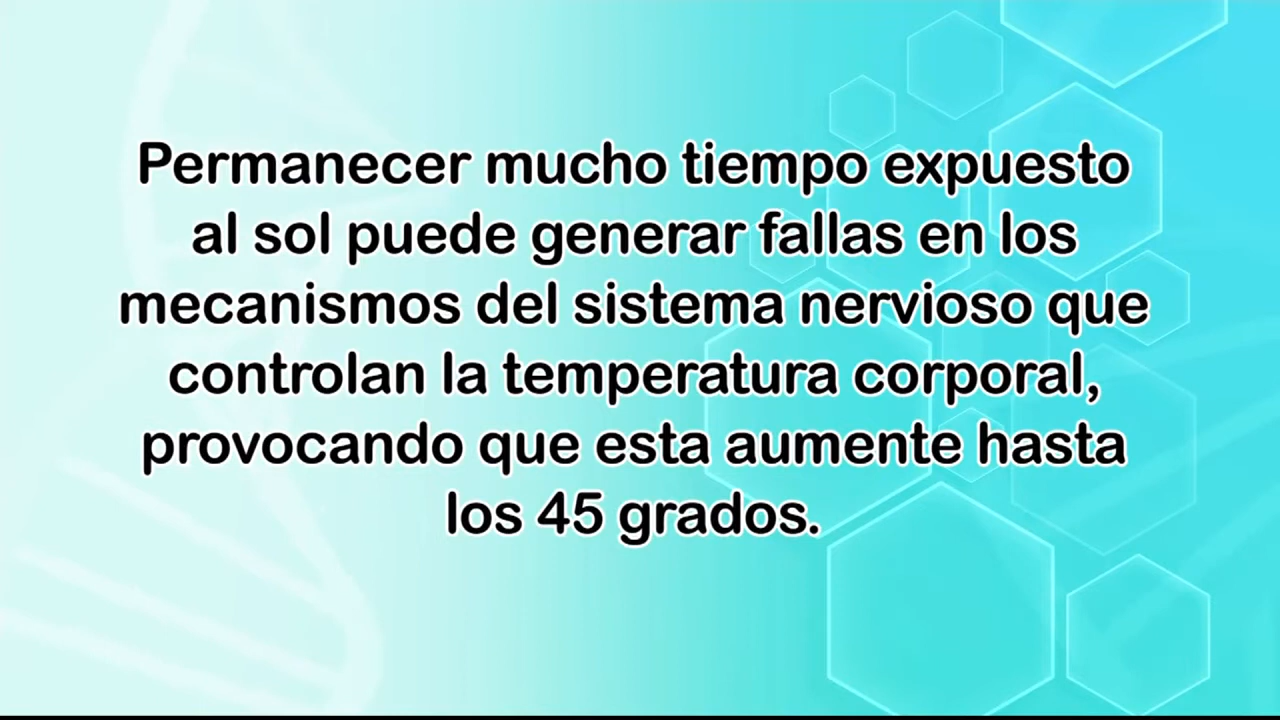 Permanecer mucho tiempo expuesto
al sol puede generar fallas en los
mecanismos del sistema nervioso que
controlan la temperatura corporal,
provocando que esta aumente hasta
los 45 grados.